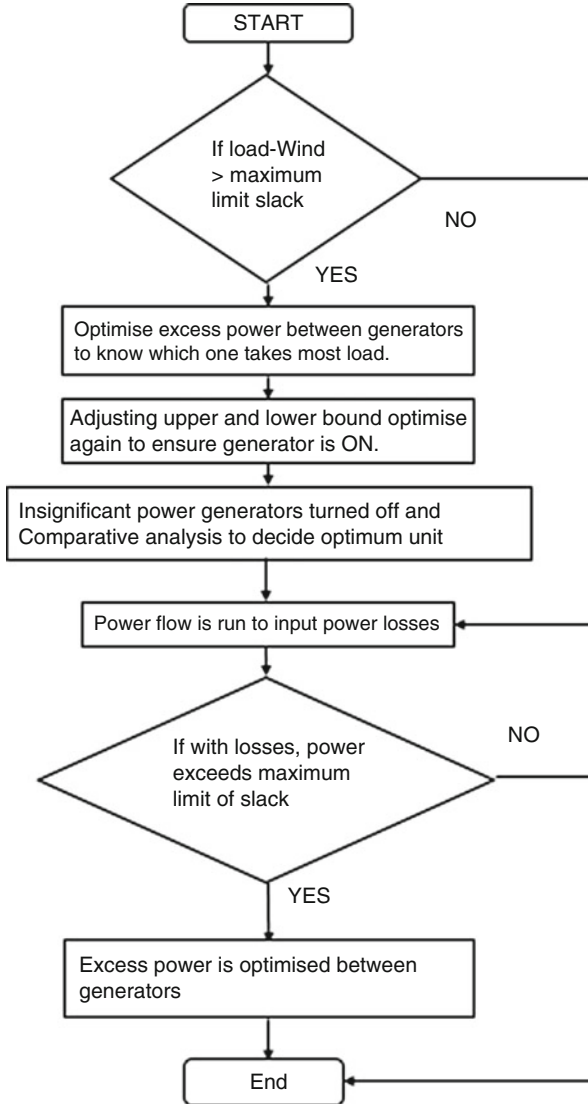 START
If load-Wind
> maximum
limit slack
NO
YES
Optimise excess power between generators
to know which one takes most load.
Adjusting upper and lower bound optimise
again to ensure generator is ON.
Insignificant power generators turned off and
Comparative analysis to decide optimum unit
Power flow is run to input power losses
If with losses, power
exceeds maximum
limit of slack
NO
YES
Excess power is optimised between
generators
End